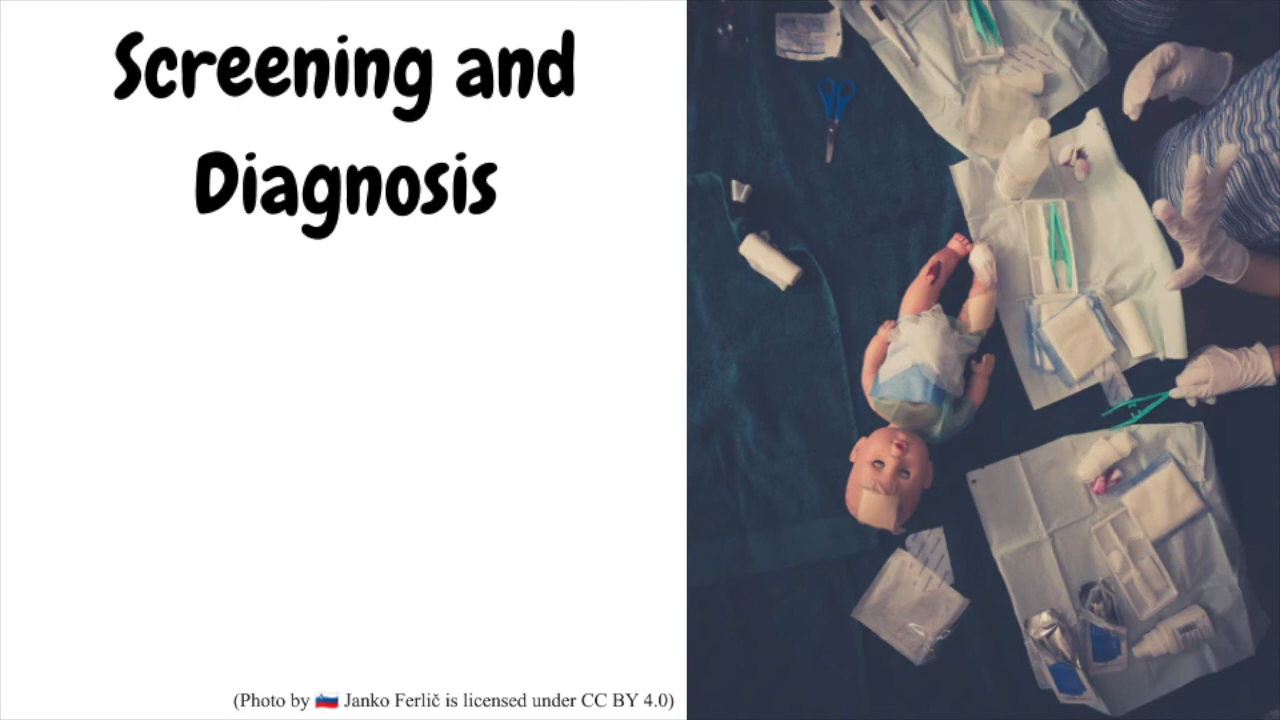 Screening and
Diagnosis
(Photo by 🇸🇮 Janko Ferlič is licensed under CC BY 4.0)